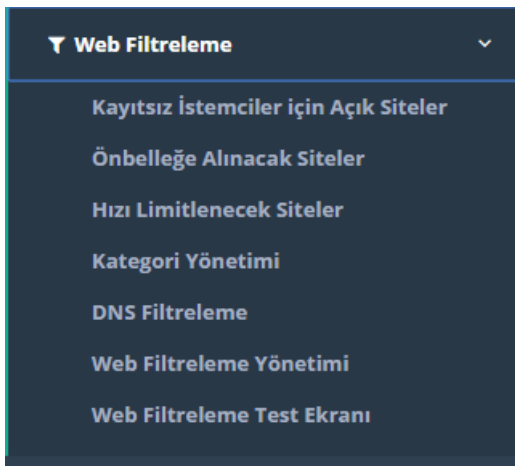 Web Filtreleme
Kayıtsız İstemciler için Açık Siteler
Önbelleğe Alınacak Siteler
Hızı Limitlenecek Siteler
Kategori Yönetimi
DNS Filtreleme
Web Filtreleme Yönetimi
Web Filtreleme Test Ekranı